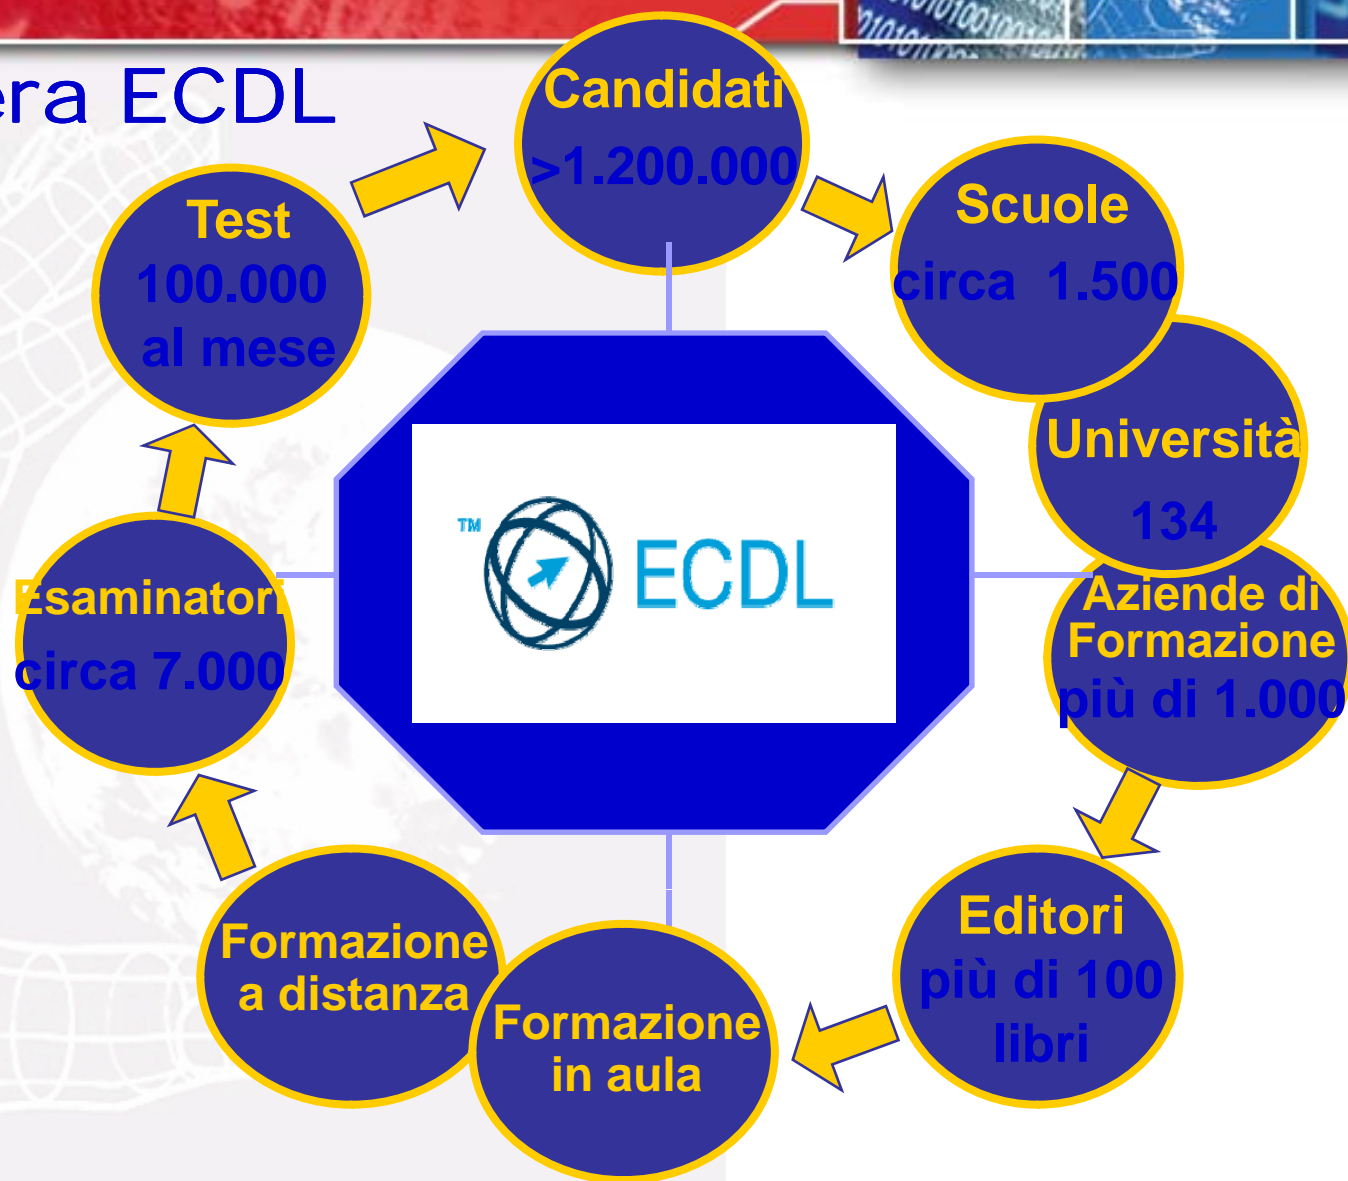 era ECDL
Candidati
>1.200.000
Scuole
circa 1.500
Università
134
Aziende di
Formazione
più di 1.000
Editori
più di 100
libri
Formazione
in aula
Formazione
a distanza
Esaminatori
circa 7.000
Test
100.000
al mese
TM
ECDL